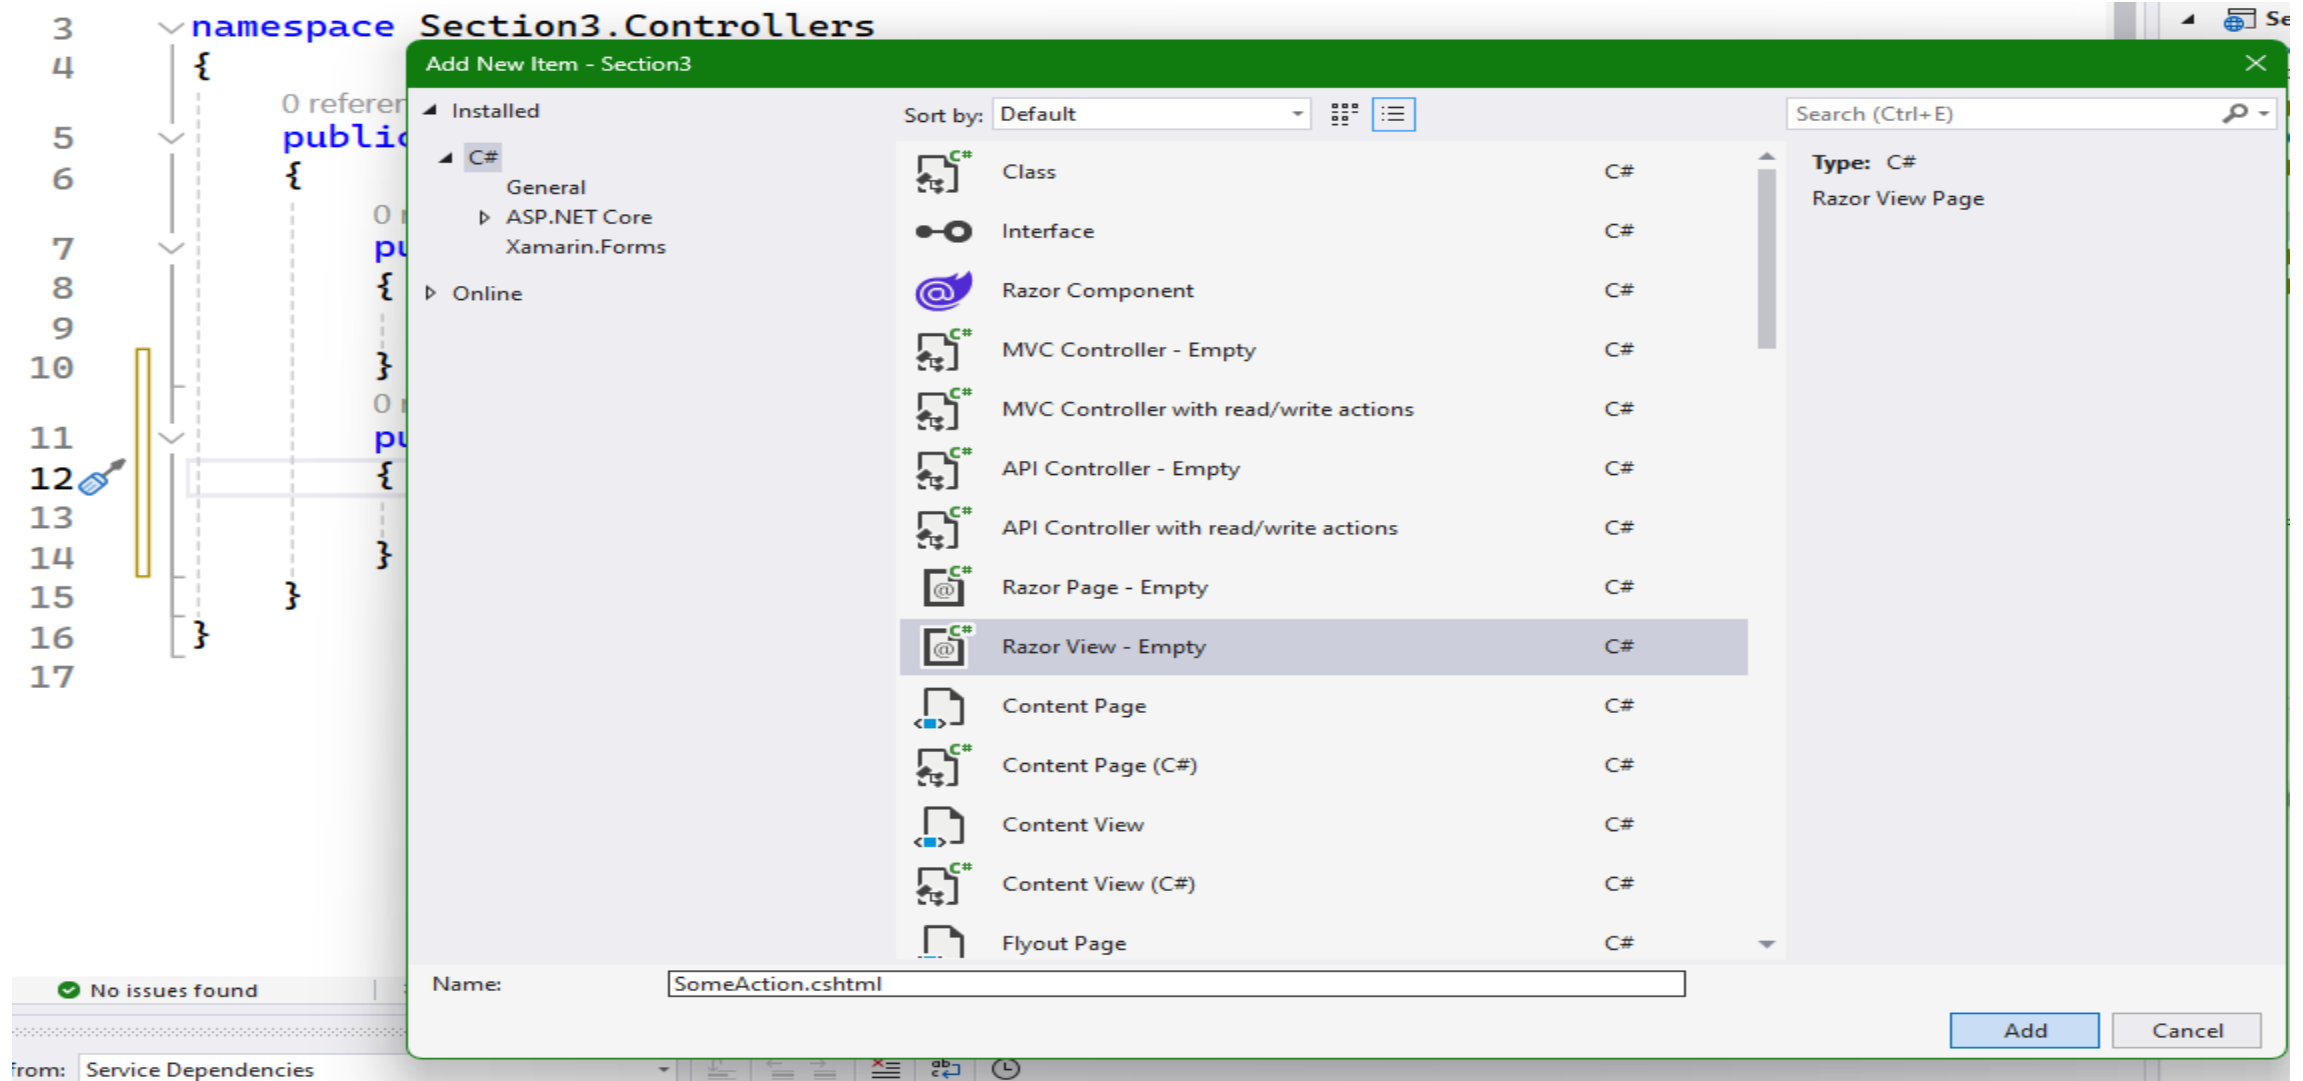 3 namespace Section3.Controllers
4 {
0 referen
5 public
6 {
0 r
7 pu
8 {
9
10 }
0 r
11 pu
12 {
13
14 }
15 }
16 }
17
No issues found
from: Service Dependencies
Se
Add New Item - Section3
Installed
C#
General
ASP.NET Core
Xamarin.Forms
Online
Sort by: Default
Class C#
Interface C#
Razor Component C#
MVC Controller - Empty C#
MVC Controller with read/write actions C#
API Controller - Empty C#
API Controller with read/write actions C#
Razor Page - Empty C#
Razor View - Empty C#
Content Page C#
Content Page (C#) C#
Content View C#
Content View (C#) C#
Flyout Page C#
Search (Ctrl+E)
Type: C#
Razor View Page
Name: SomeAction.cshtml
Add Cancel